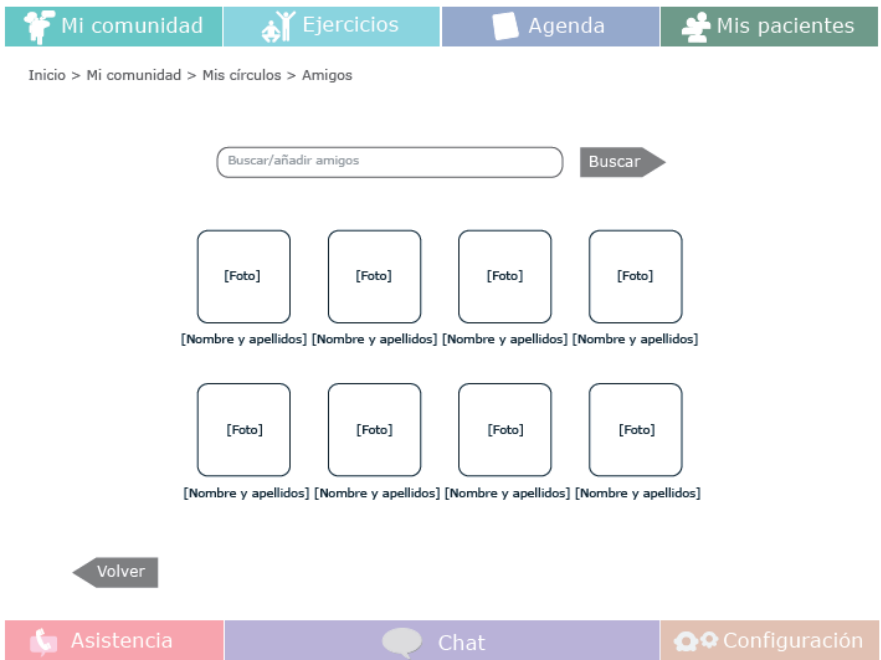 Mi comunidad Ejercicios Agenda Mis pacientes
Inicio > Mi comunidad > Mis círculos > Amigos
Buscar/añadir amigos Buscar
[Foto] [Foto] [Foto] [Foto]
[Nombre y apellidos] [Nombre y apellidos] [Nombre y apellidos] [Nombre y apellidos]
[Foto] [Foto] [Foto] [Foto]
[Nombre y apellidos] [Nombre y apellidos] [Nombre y apellidos] [Nombre y apellidos]
Volver
Asistencia Chat Configuración